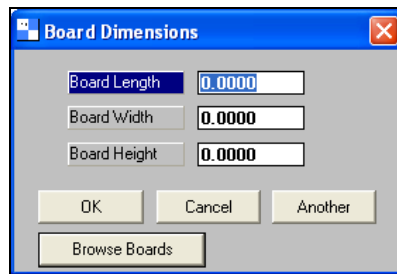 Board Dimensions
Board Length 0.0000
Board Width 0.0000
Board Height 0.0000
OK Cancel Another
Browse Boards